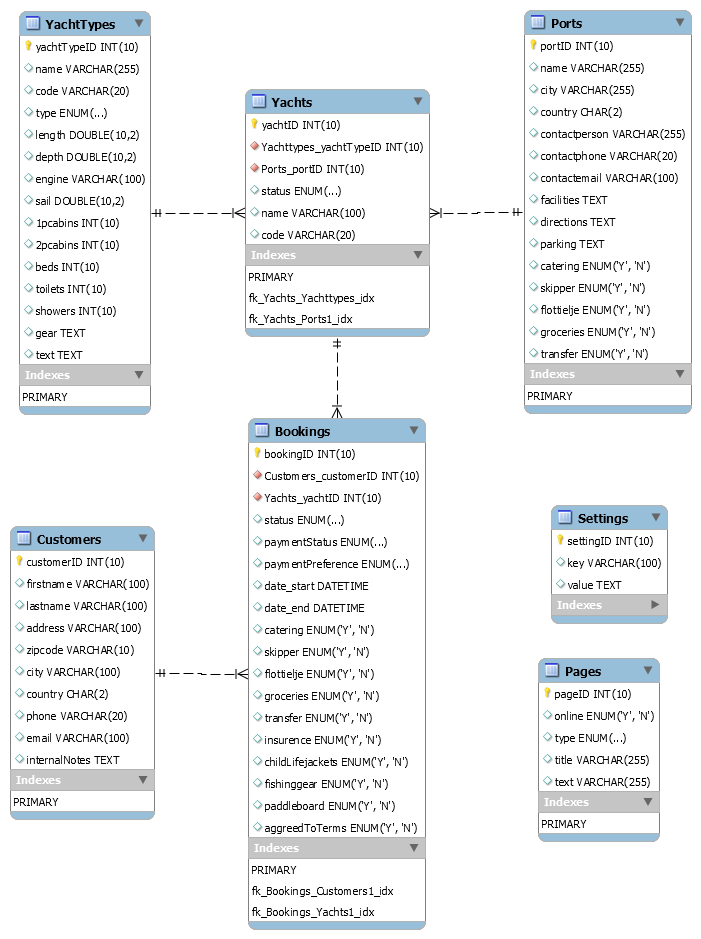 YachtTypes
yachtTypeID INT(10)
name VARCHAR(255)
code VARCHAR(20)
type ENUM(...)
length DOUBLE(10,2)
depth DOUBLE(10,2)
engine VARCHAR(100)
sail DOUBLE(10,2)
1pcabins INT(10)
2pcabins INT(10)
beds INT(10)
toilets INT(10)
showers INT(10)
gear TEXT
text TEXT
Indexes
PRIMARY
Yachts
yachtID INT(10)
Yachttypes_yachtTypeID INT(10)
Ports_portID INT(10)
status ENUM(...)
name VARCHAR(100)
code VARCHAR(20)
Indexes
PRIMARY
fk_Yachts_Yachttypes_idx
fk_Yachts_Ports1_idx
Ports
portID INT(10)
name VARCHAR(255)
city VARCHAR(255)
country CHAR(2)
contactperson VARCHAR(255)
contactphone VARCHAR(20)
contactemail VARCHAR(100)
facilities TEXT
directions TEXT
parking TEXT
catering ENUM('Y', 'N')
skipper ENUM('Y', 'N')
flottielje ENUM('Y', 'N')
groceries ENUM('Y', 'N')
transfer ENUM('Y', 'N')
Indexes
PRIMARY
Customers
customerID INT(10)
firstname VARCHAR(100)
lastname VARCHAR(100)
address VARCHAR(100)
zipcode VARCHAR(10)
city VARCHAR(100)
country CHAR(2)
phone VARCHAR(20)
email VARCHAR(100)
internalNotes TEXT
Indexes
PRIMARY
Bookings
bookingID INT(10)
Customers_customerID INT(10)
Yachts_yachtID INT(10)
status ENUM(...)
paymentStatus ENUM(...)
paymentPreference ENUM(...)
date_start DATETIME
date_end DATETIME
catering ENUM('Y', 'N')
skipper ENUM('Y', 'N')
flottielje ENUM('Y', 'N')
groceries ENUM('Y', 'N')
transfer ENUM('Y', 'N')
insurence ENUM('Y', 'N')
childLifejackets ENUM('Y', 'N')
fishinggear ENUM('Y', 'N')
paddleboard ENUM('Y', 'N')
aggreedToTerms ENUM('Y', 'N')
Indexes
PRIMARY
fk_Bookings_Customers1_idx
fk_Bookings_Yachts1_idx
Settings
settingID INT(10)
key VARCHAR(100)
value TEXT
Indexes
Pages
pageID INT(10)
online ENUM('Y', 'N')
type ENUM(...)
title VARCHAR(255)
text VARCHAR(255)
Indexes
PRIMARY